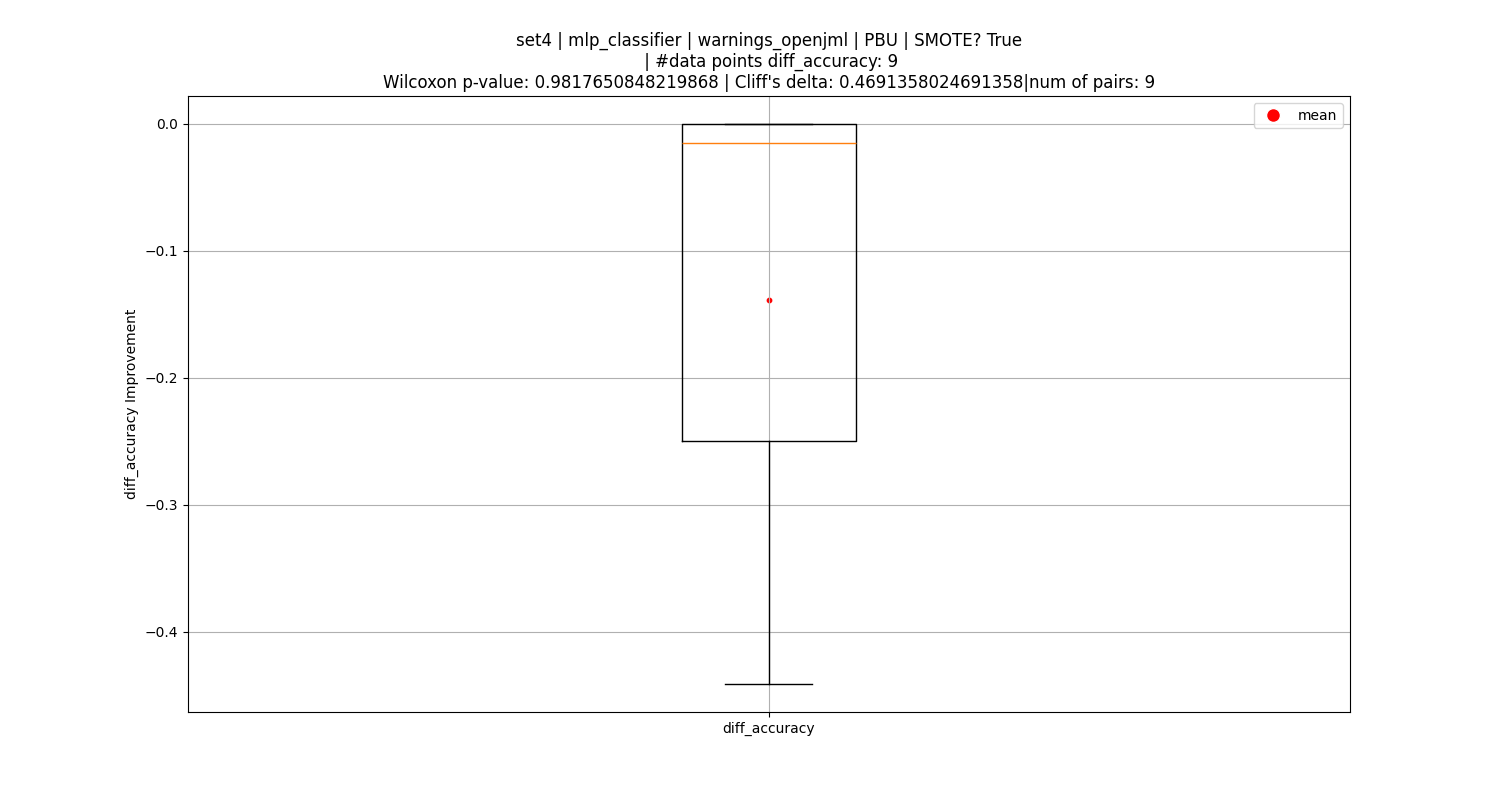 set4 | mlp_classifier | warnings_openjml | PBU | SMOTE? True
| #data points diff_accuracy: 9
Wilcoxon p-value: 0.9817650848219868 | Cliff's delta: 0.4691358024691358|num of pairs: 9
mean
0.0
−0.1
−0.2
−0.3
−0.4
diff_accuracy Improvement
diff_accuracy